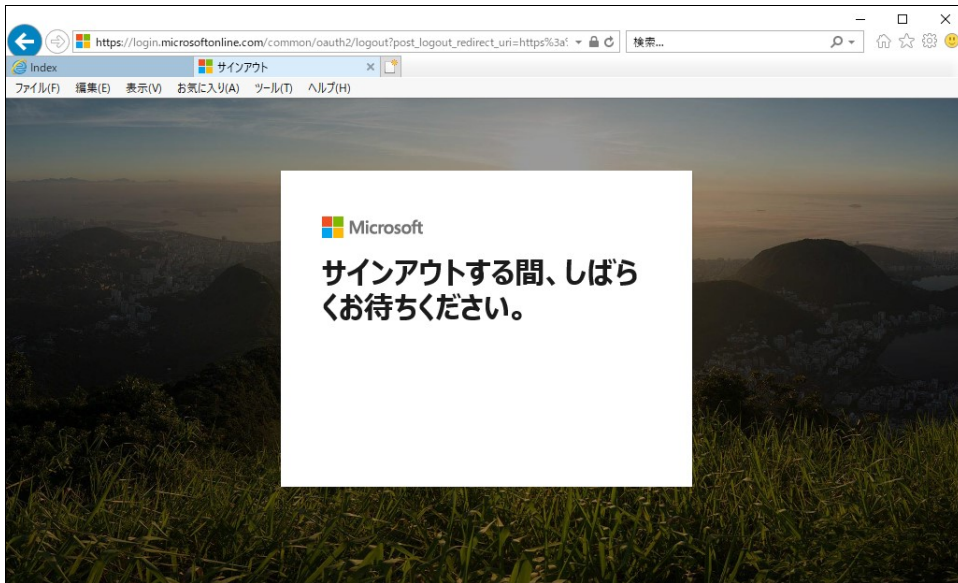 https://login.microsoftonline.com/common/oauth2/logout?post_logout_redirect_uri=https%3a%
検索...
Index
サインアウト
ファイル(F) 編集(E) 表示(V) お気に入り(A) ツール(T) ヘルプ(H)
Microsoft
サインアウトする間、しばら
くお待ちください。